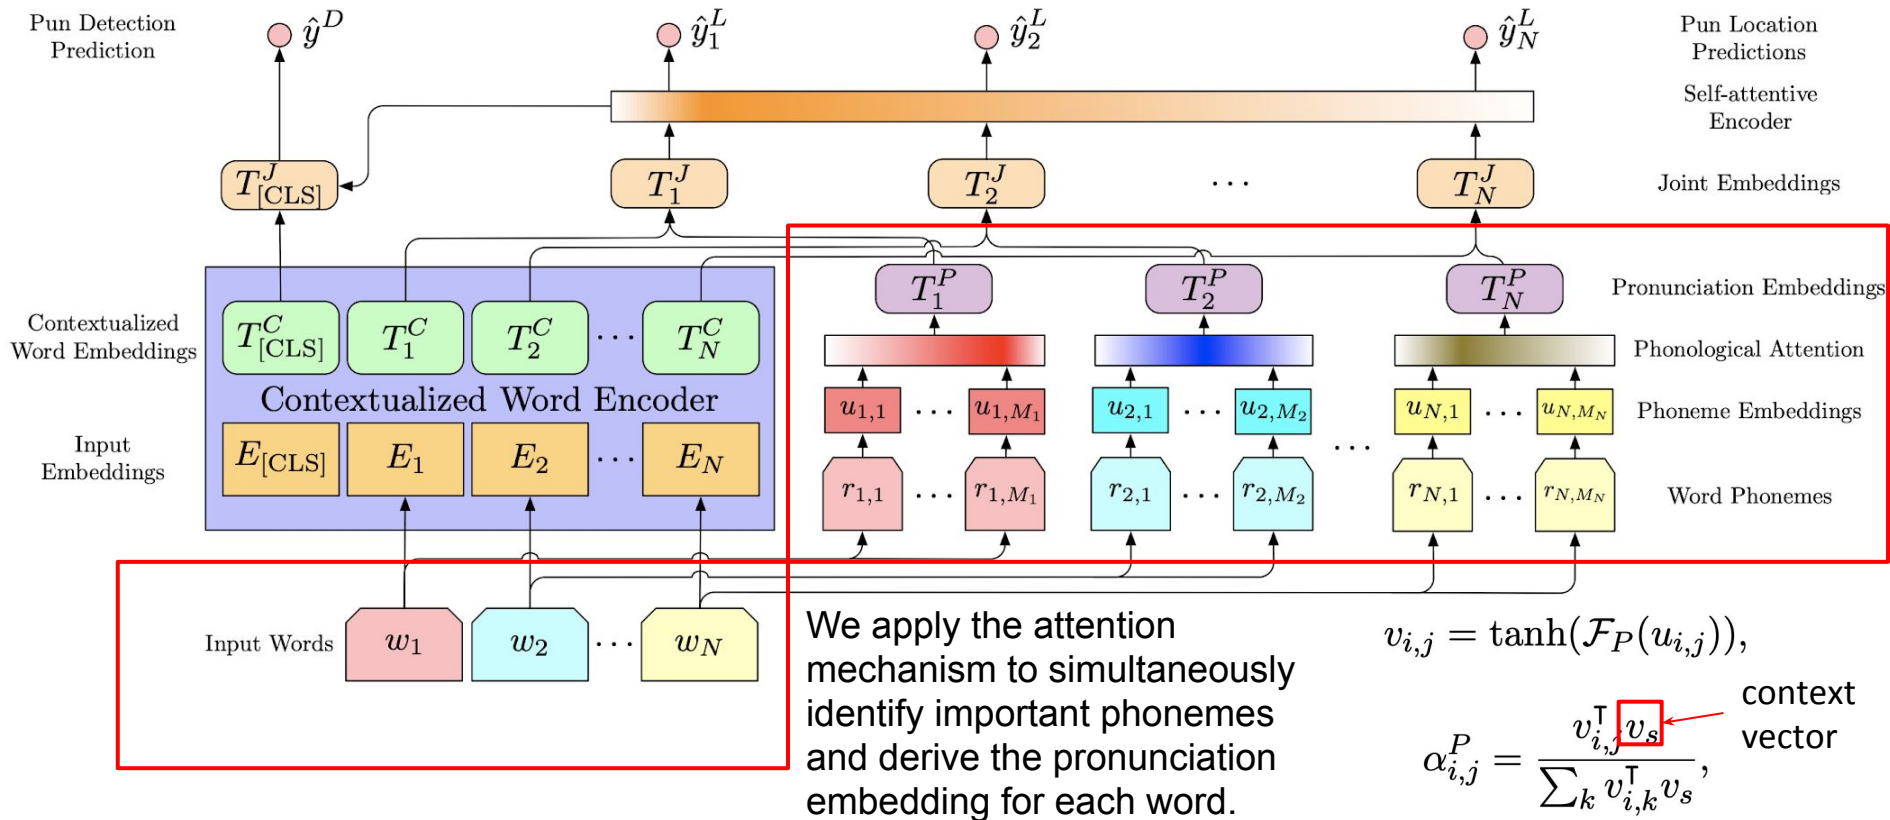 Pun Detection
Prediction
ŷ^D
ŷ_1^L
ŷ_2^L
ŷ_N^L
Pun Location
Predictions
Self-attentive
Encoder
T_{[CLS]}^J
T_1^J
T_2^J
...
T_N^J
Joint Embeddings
T_1^P
T_2^P
T_N^P
Pronunciation Embeddings
Contextualized
Word Embeddings
T_{[CLS]}^C
T_1^C
T_2^C
...
T_N^C
Phonological Attention
Contextualized Word Encoder
u_{1,1} ... u_{1,M_1}
u_{2,1} ... u_{2,M_2}
...
u_{N,1} ... u_{N,M_N}
Phoneme Embeddings
Input
Embeddings
E_{[CLS]}
E_1
E_2
...
E_N
r_{1,1} ... r_{1,M_1}
r_{2,1} ... r_{2,M_2}
r_{N,1} ... r_{N,M_N}
Word Phonemes
Input Words
w_1
w_2
...
w_N
We apply the attention
mechanism to simultaneously
identify important phonemes
and derive the pronunciation
embedding for each word.
v_{i,j} = tanh(F_P(u_{i,j})),
α_{i,j}^P = \frac{v_{i,j}^⊺ v_s}{∑_k v_{i,k}^⊺ v_s},
context
vector